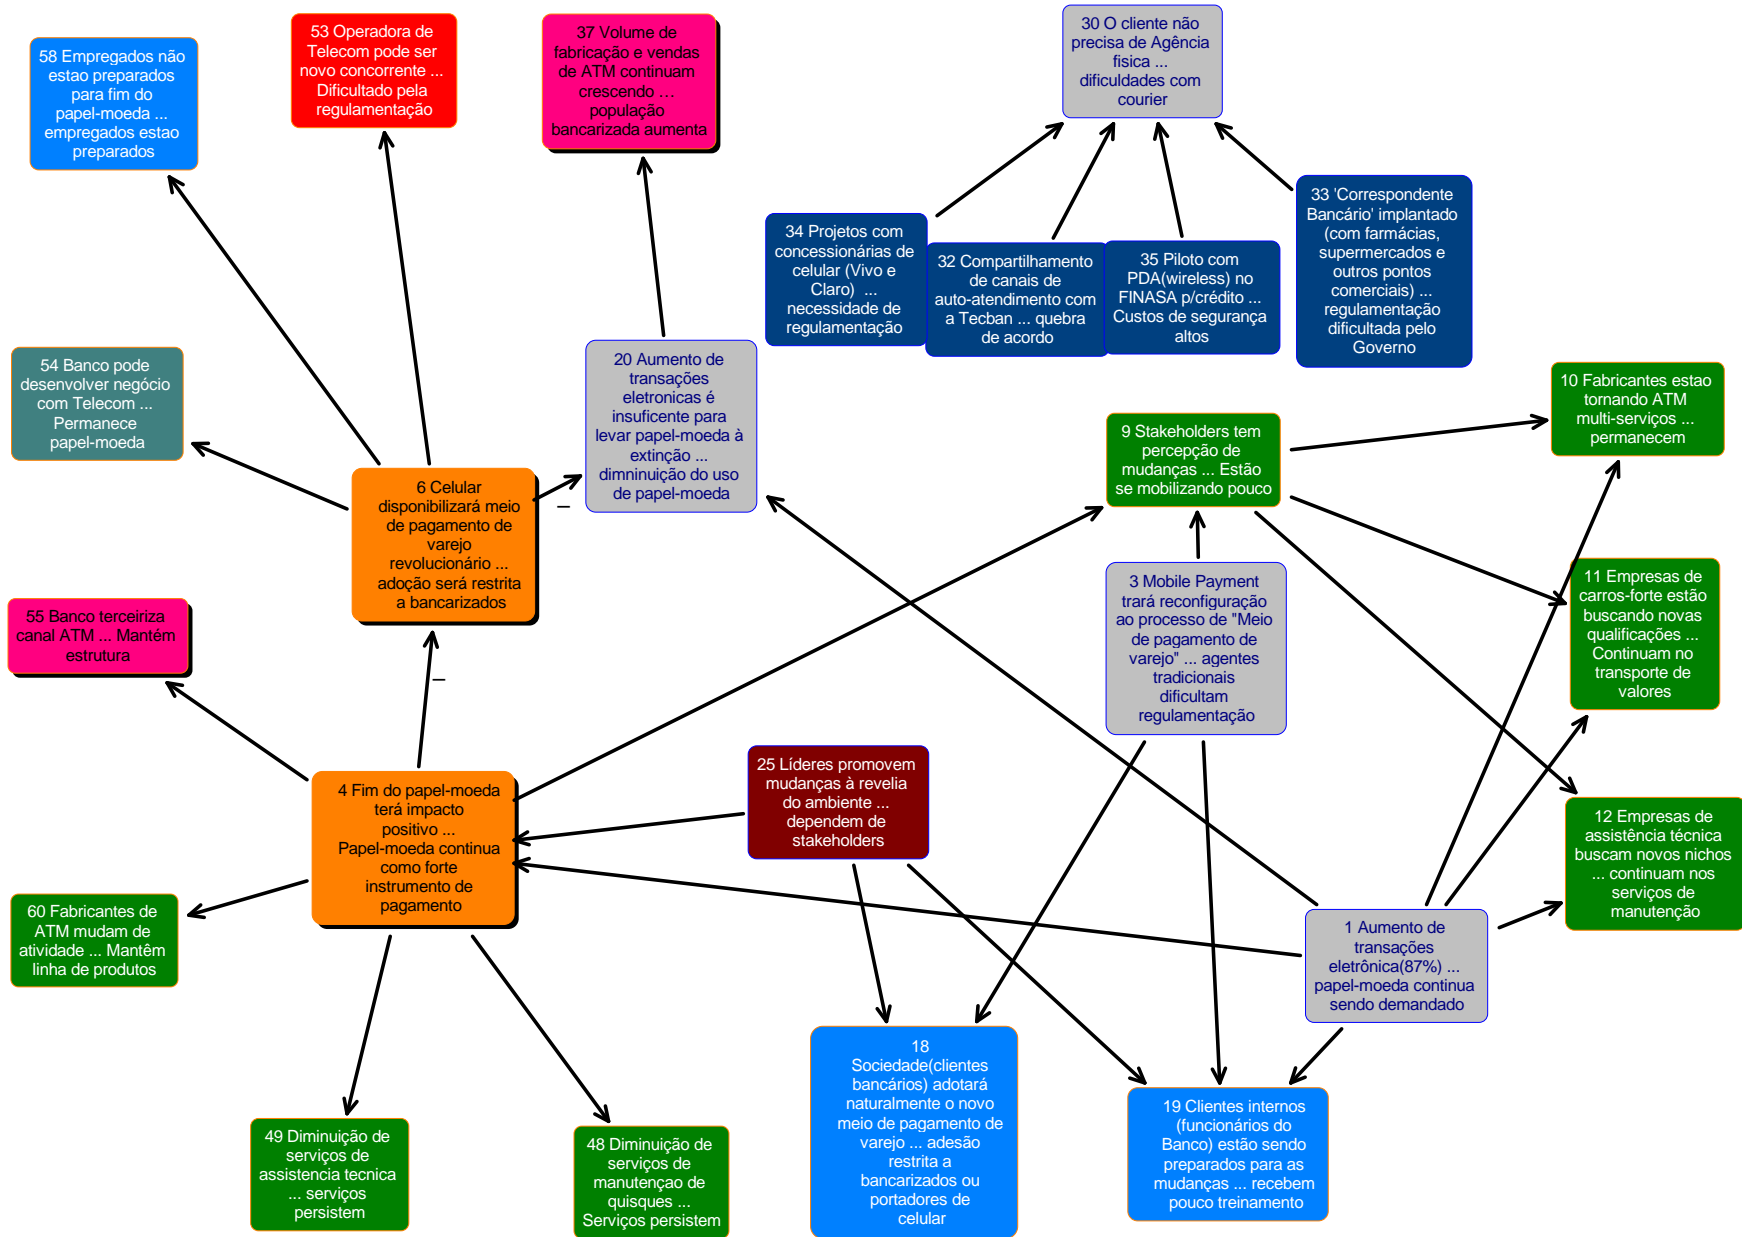 58 Empregados não
estao preparados
para fim do
papel-moeda ...
empregados estao
preparados
53 Operadora de
Telecom pode ser
novo concorrente ...
Dificultado pela
regulamentação
37 Volume de
fabricação e vendas
de ATM continuam
crescendo ...
população
bancarizada aumenta
30 O cliente não
precisa de Agência
fisica ...
dificuldades com
courier
34 Projetos com
concessionárias de
celular (Vivo e
Claro) ...
necessidade de
regulamentação
32 Compartilhamento
de canais de
auto-atendimento com
a Tecban ... quebra
de acordo
35 Piloto com
PDA(wireless) no
FINASA p/crédito ...
Custos de segurança
altos
33 'Correspondente
Bancário' implantado
(com farmácias,
supermercados e
outros pontos
comerciais) ...
regulamentação
dificultada pelo
Governo
54 Banco pode
desenvolver negócio
com Telecom ...
Permanece
papel-moeda
20 Aumento de
transações
eletronicas é
insuficente para
levar papel-moeda à
extinção ...
dimninuição do uso
de papel-moeda
10 Fabricantes estao
tornando ATM
multi-serviços ...
permanecem
9 Stakeholders tem
percepção de
mudanças ... Estão
se mobilizando pouco
6 Celular
disponibilizará meio
de pagamento de
varejo
revolucionário ...
adoção será restrita
a bancarizados
–
3 Mobile Payment
trará reconfiguração
ao processo de "Meio
de pagamento de
varejo" ... agentes
tradicionais
dificultam
regulamentação
11 Empresas de
carros-forte estão
buscando novas
qualificações ...
Continuam no
transporte de
valores
55 Banco terceiriza
canal ATM ... Mantém
estrutura
–
4 Fim do papel-moeda
terá impacto
positivo ...
Papel-moeda continua
como forte
instrumento de
pagamento
25 Líderes promovem
mudanças à revelia
do ambiente ...
dependem de
stakeholders
12 Empresas de
assistência técnica
buscam novos nichos
... continuam nos
serviços de
manutenção
60 Fabricantes de
ATM mudam de
atividade ... Mantêm
linha de produtos
1 Aumento de
transações
eletrônica(87%) ...
papel-moeda continua
sendo demandado
49 Diminuição de
serviços de
assistencia tecnica
... serviços
persistem
48 Diminuição de
serviços de
manutençao de
quisques ...
Serviços persistem
18
Sociedade(clientes
bancários) adotará
naturalmente o novo
meio de pagamento de
varejo ... adesão
restrita a
bancarizados ou
portadores de
celular
19 Clientes internos
(funcionários do
Banco) estão sendo
preparados para as
mudanças ... recebem
pouco treinamento